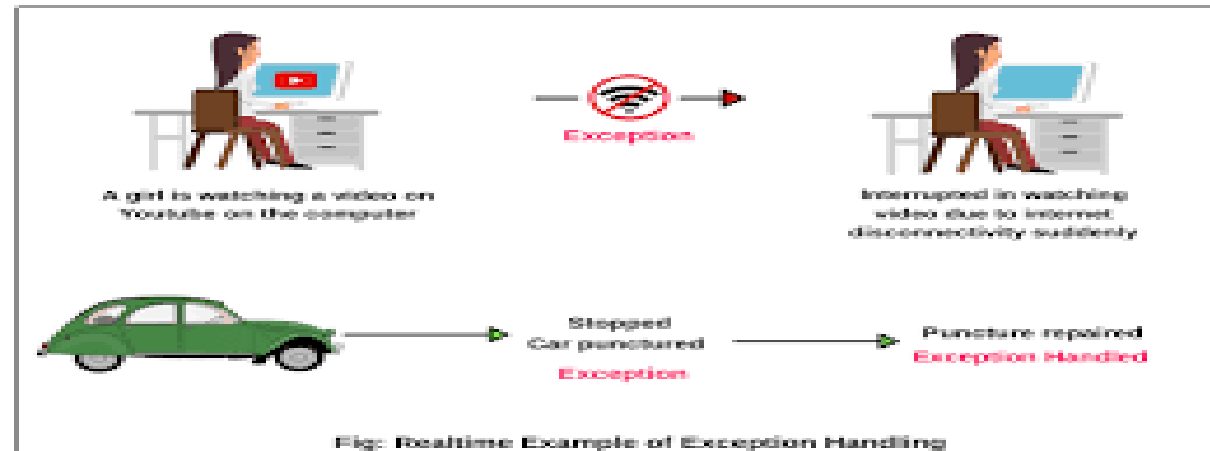 Exception
A girl is watching a video on
Youtube on the computer
Interrupted in watching
video due to internet
disconnectivity suddenly
Stopped
Car punctured
Exception
Puncture repaired
Exception Handled
Fig: Realtime Example of Exception Handling